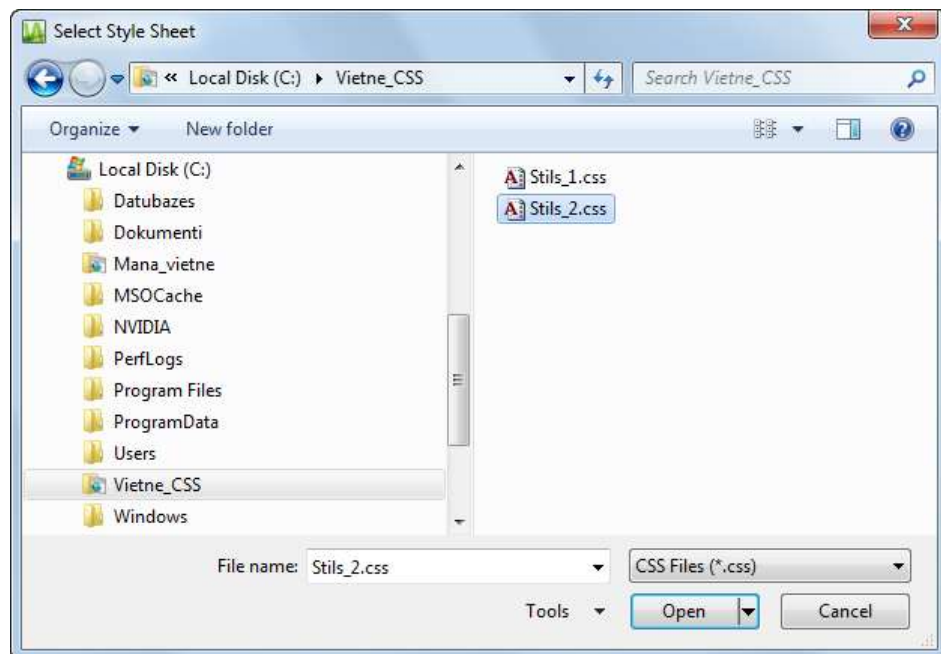 Select Style Sheet
« Local Disk (C:) Vietne_CSS
Search Vietne_CSS
Organize New folder
Local Disk (C:)
Datubazes
Dokumenti
Mana_vietne
MSOCache
NVIDIA
PerfLogs
Program Files
ProgramData
Users
Vietne_CSS
Windows
Stils_1.css
Stils_2.css
File name: Stils_2.css
CSS Files (*.css)
Tools Open Cancel